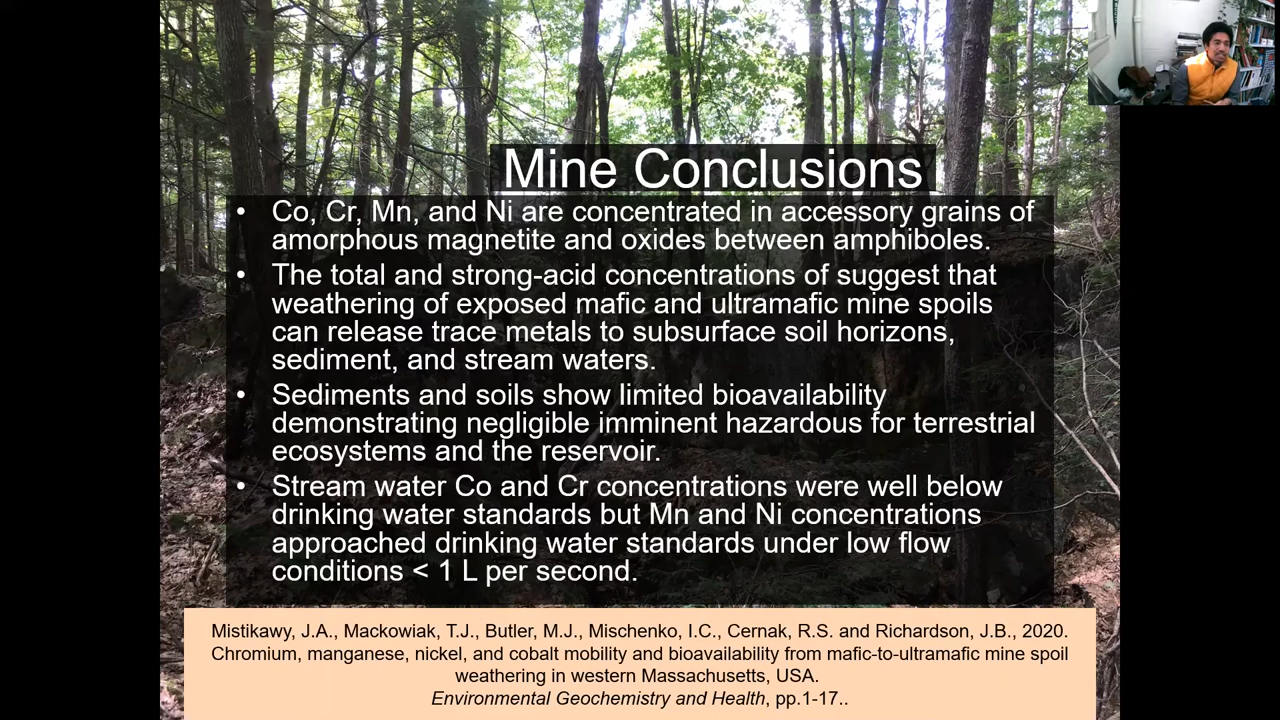 Mine Conclusions
• Co, Cr, Mn, and Ni are concentrated in accessory grains of
amorphous magnetite and oxides between amphiboles.
• The total and strong-acid concentrations of suggest that
weathering of exposed mafic and ultramafic mine spoils
can release trace metals to subsurface soil horizons,
sediment, and stream waters.
• Sediments and soils show limited bioavailability
demonstrating negligible imminent hazardous for terrestrial
ecosystems and the reservoir.
• Stream water Co and Cr concentrations were well below
drinking water standards but Mn and Ni concentrations
approached drinking water standards under low flow
conditions < 1 L per second.
Mistikawy, J.A., Mackowiak, T.J., Butler, M.J., Mischenko, I.C., Cernak, R.S. and Richardson, J.B., 2020.
Chromium, manganese, nickel, and cobalt mobility and bioavailability from mafic-to-ultramafic mine spoil
weathering in western Massachusetts, USA.
Environmental Geochemistry and Health, pp.1-17..